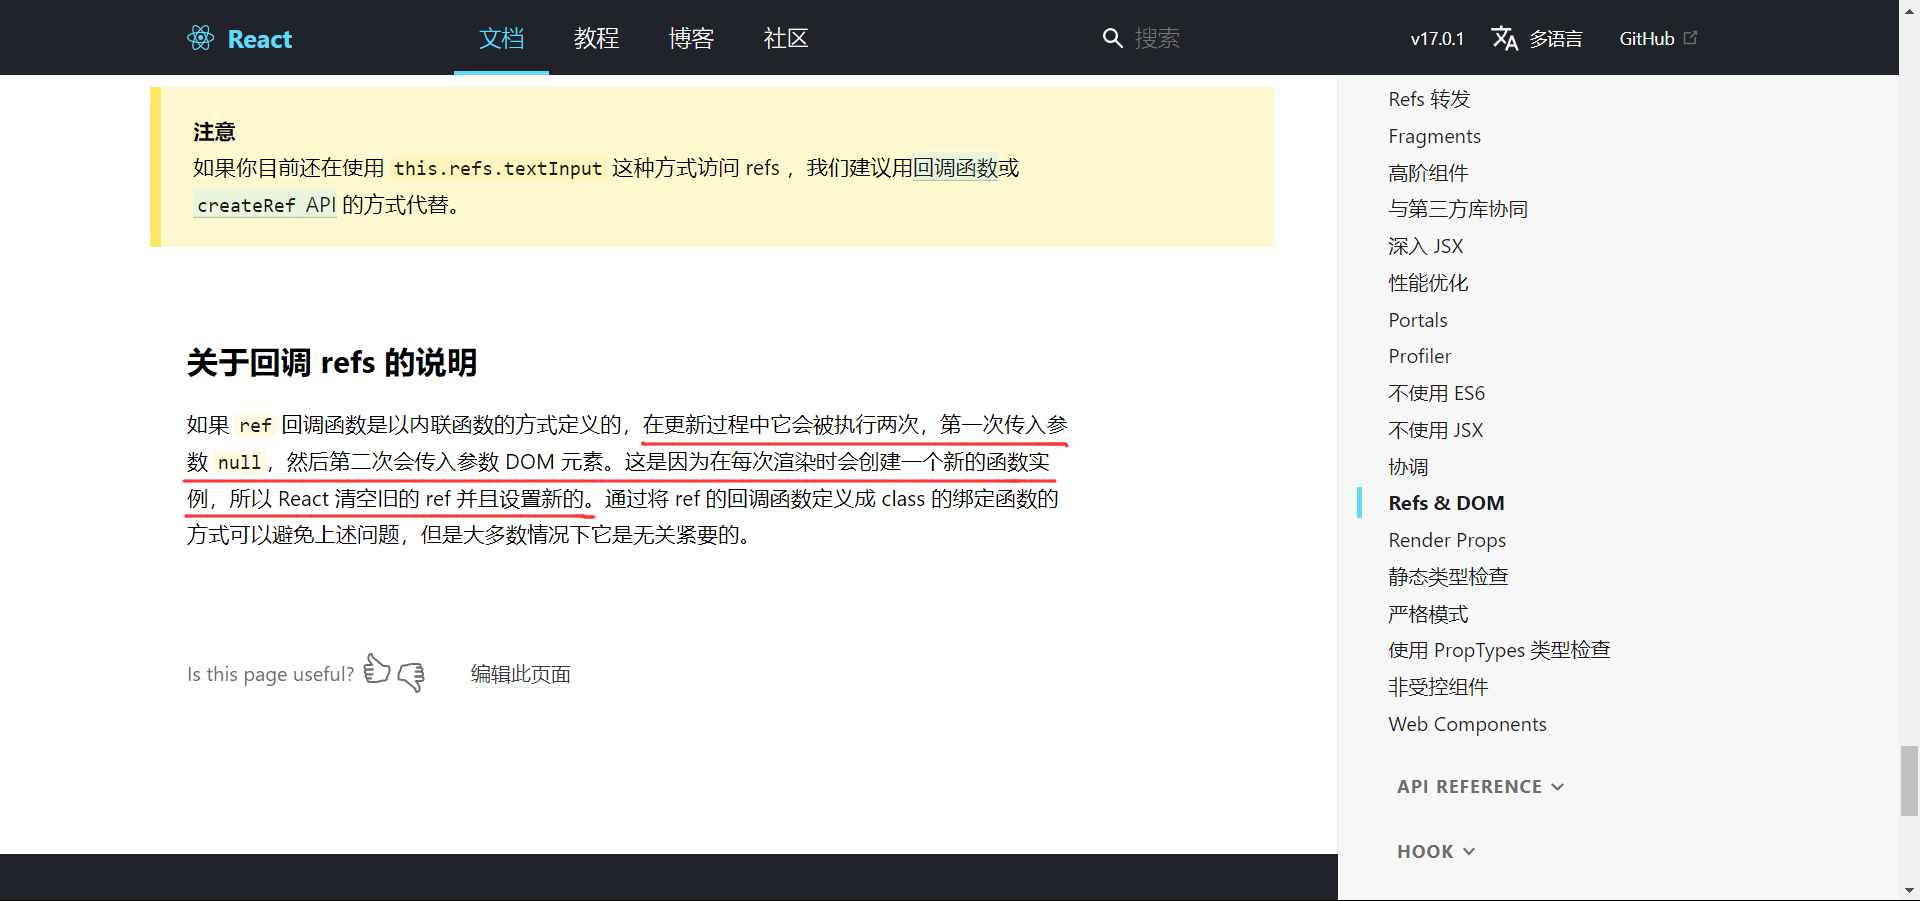 React
文档
教程
博客
社区
搜索
v17.0.1
多语言
GitHub
注意
如果你目前还在使用 this.refs.textInput 这种方式访问 refs ，我们建议用回调函数或
createRef API 的方式代替。
关于回调 refs 的说明
如果 ref 回调函数是以内联函数的方式定义的，在更新过程中它会被执行两次，第一次传入参
数 null，然后第二次会传入参数 DOM 元素。这是因为在每次渲染时会创建一个新的函数实
例，所以 React 清空旧的 ref 并且设置新的。通过将 ref 的回调函数定义成 class 的绑定函数的
方式可以避免上述问题，但是大多数情况下它是无关紧要的。
Is this page useful?
编辑此页面
Refs 转发
Fragments
高阶组件
与第三方库协同
深入 JSX
性能优化
Portals
Profiler
不使用 ES6
不使用 JSX
协调
Refs & DOM
Render Props
静态类型检查
严格模式
使用 PropTypes 类型检查
非受控组件
Web Components
API REFERENCE
HOOK